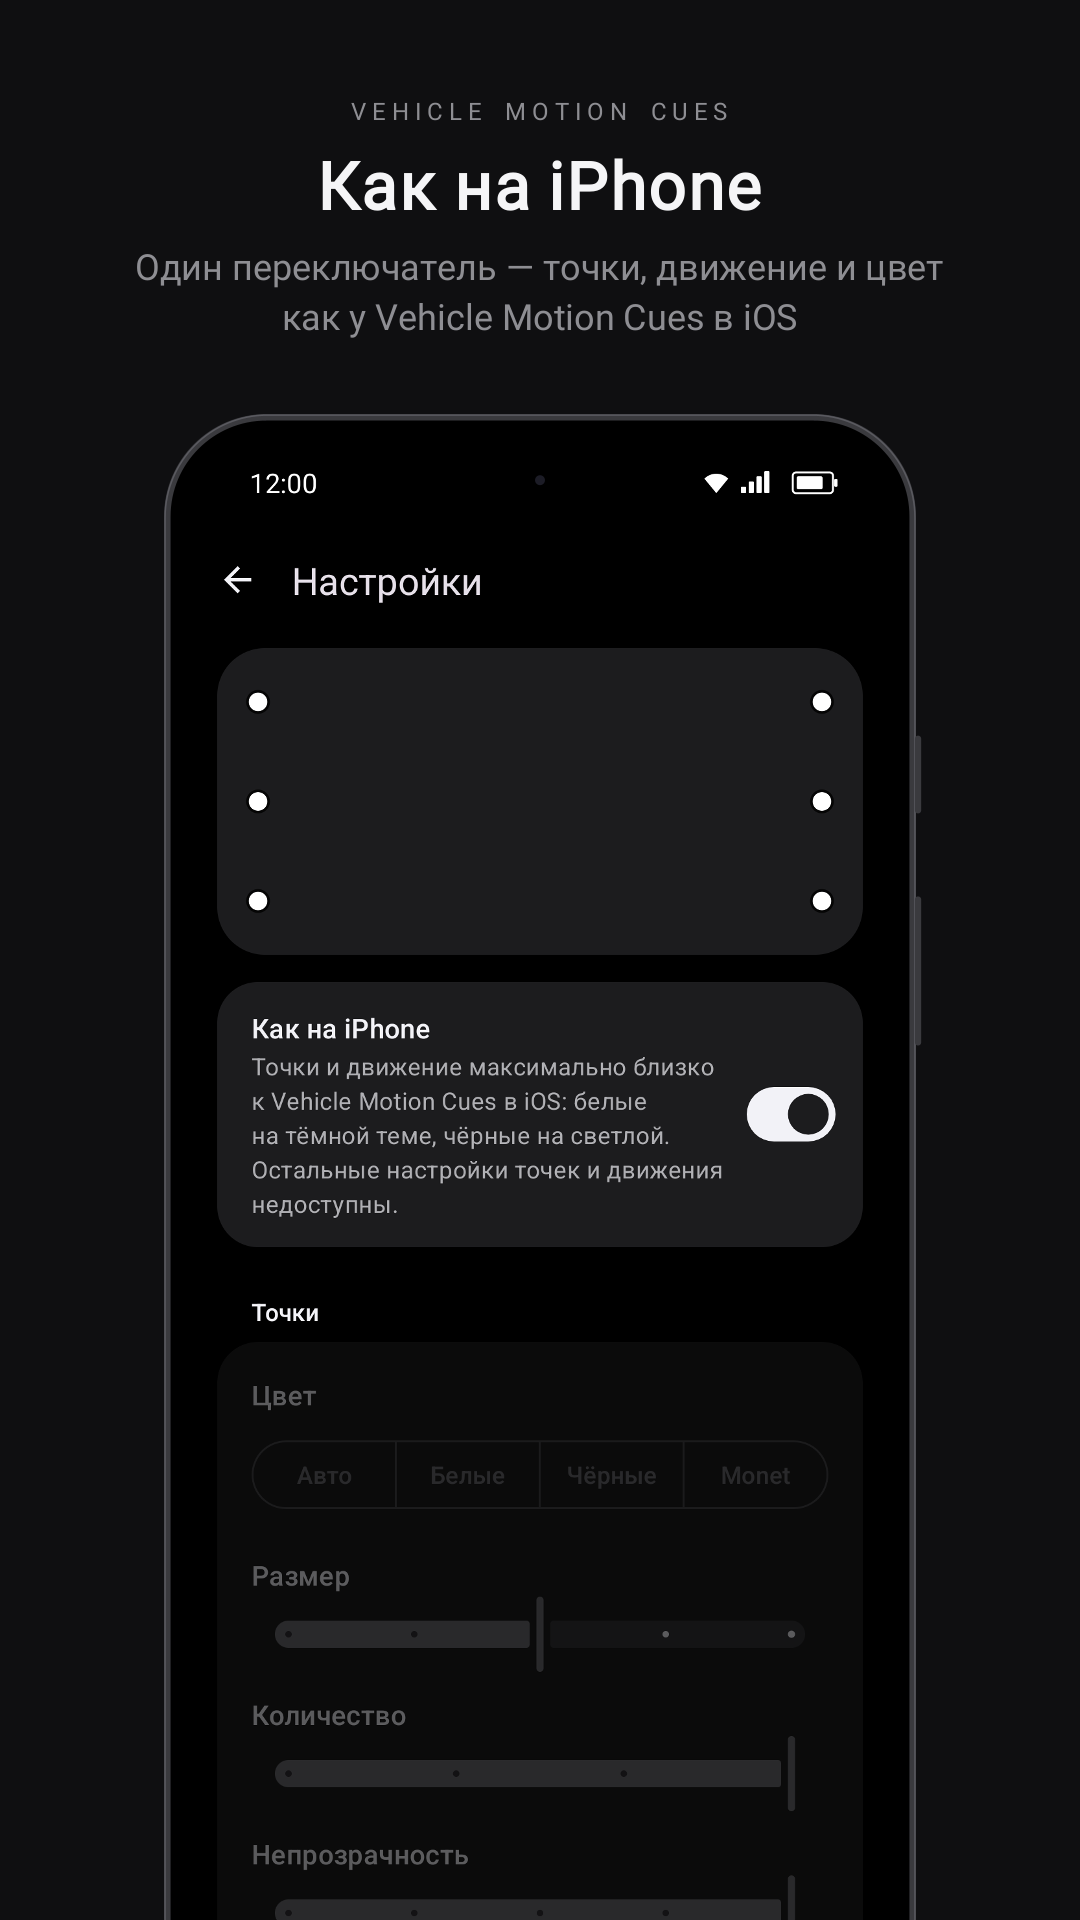 VEHICLE MOTION CUES
Как на iPhone
Один переключатель — точки, движение и цвет
как у Vehicle Motion Cues в iOS
12:00
Настройки
Как на iPhone
Точки и движение максимально близко
к Vehicle Motion Cues в iOS: белые
на тёмной теме, чёрные на светлой.
Остальные настройки точек и движения
недоступны.
Точки
Цвет
Авто Белые Чёрные Monet
Размер
Количество
Непрозрачность